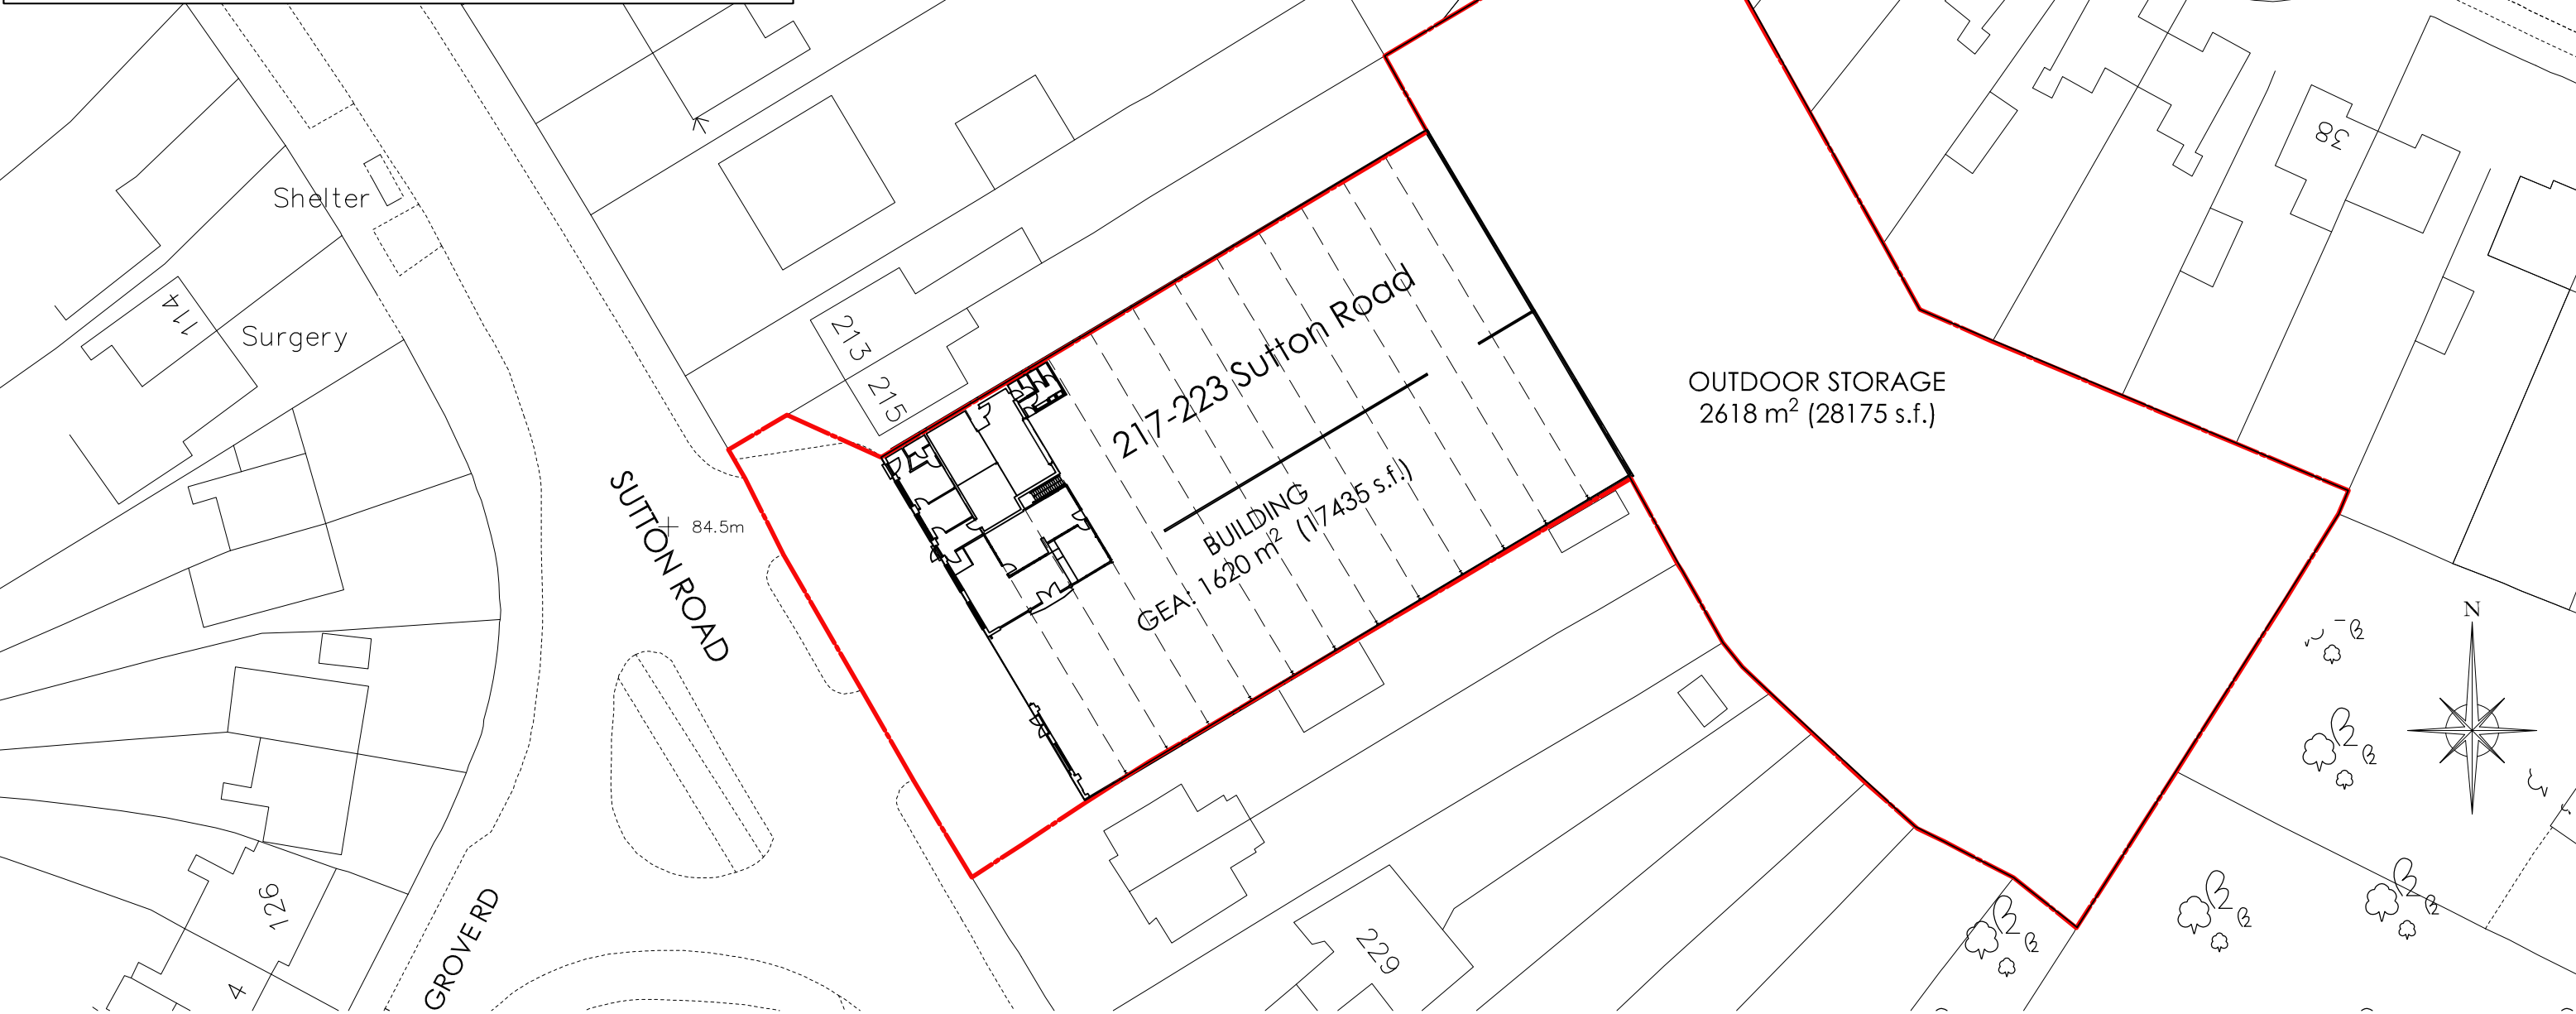 Shelter
114
Surgery
213
215
38
217-223 Sutton Road
OUTDOOR STORAGE
2618 m² (28175 s.f.)
SUTTON ROAD
84.5m
BUILDING
GEA: 1620 m² (17435 s.f.)
N
126
4
GROVE RD
229